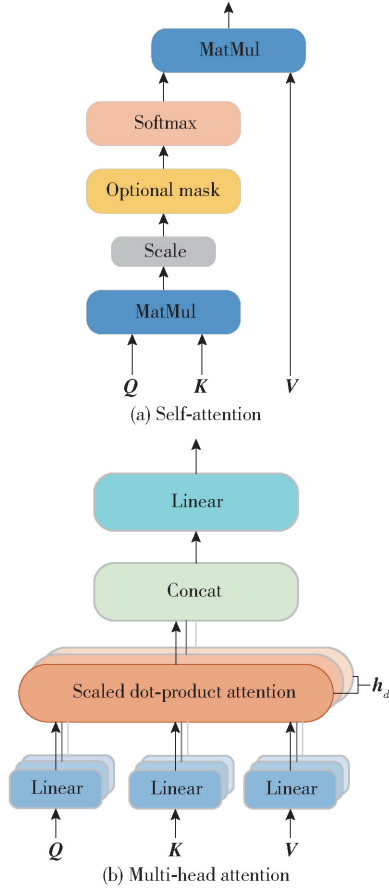 MatMul
Softmax
Optional mask
Scale
MatMul
Q K V
(a) Self-attention
Linear
Concat
Scaled dot-product attention
h_d
Linear Linear Linear
Q K V
(b) Multi-head attention